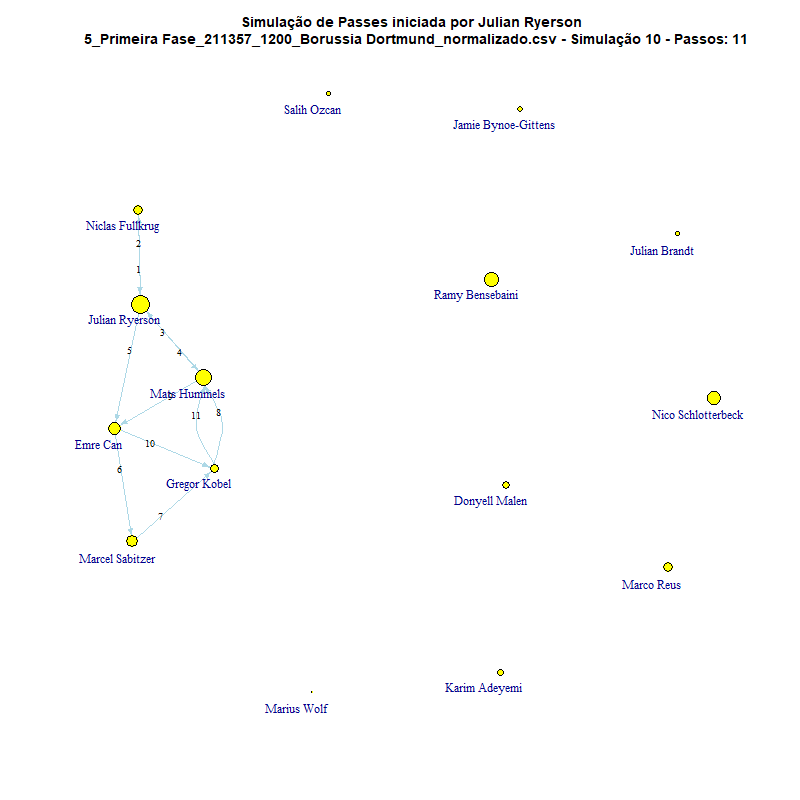 Simulação de Passes iniciada por Julian Ryerson
5_Primeira Fase_211357_1200_Borussia Dortmund_normalizado.csv - Simulação 10 - Passos: 11
Salih Ozcan
Jamie Bynoe-Gittens
Niclas Fullkrug
2
Julian Brandt
1
Ramy Bensebaini
Julian Ryerson
3
5
4
Mats Hummels
9
11
8
Nico Schlotterbeck
Emre Can
10
6
Gregor Kobel
Donyell Malen
7
Marcel Sabitzer
Marco Reus
Karim Adeyemi
Marius Wolf